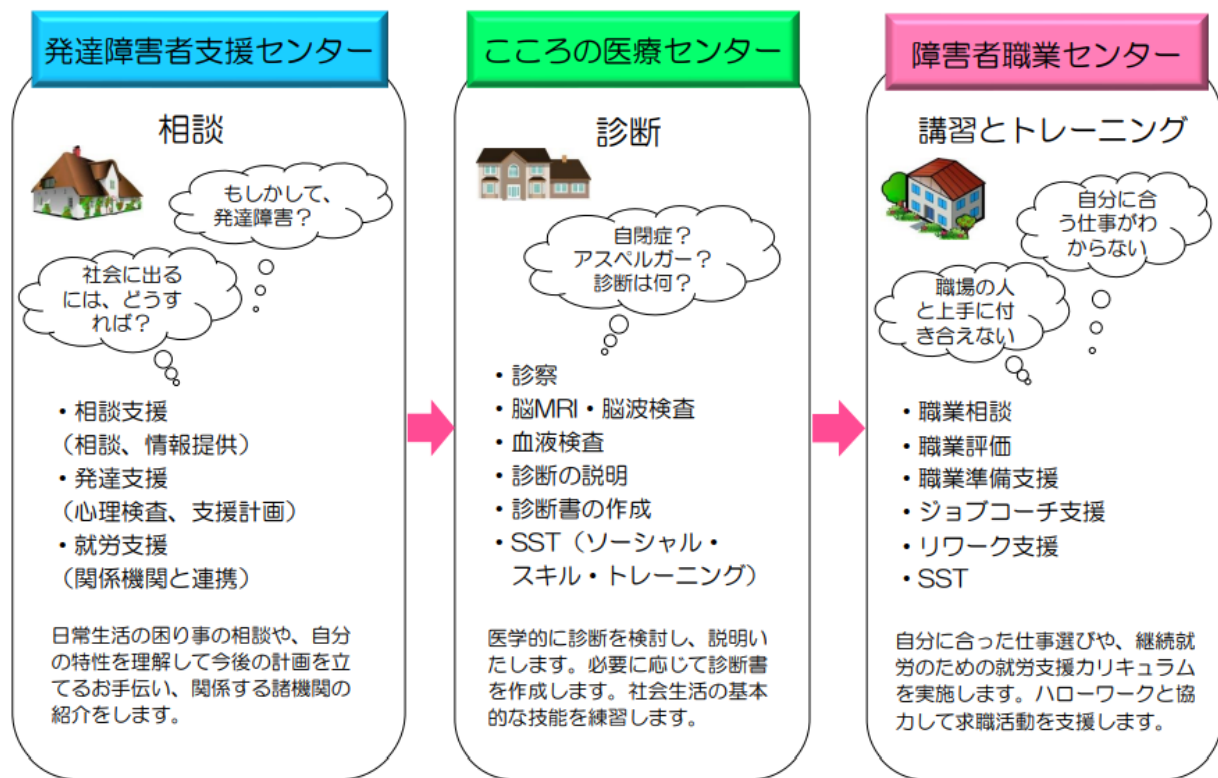 発達障害者支援センター
相談
もしかして、
発達障害？
社会に出る
には、どうす
れば？
・相談支援
（相談、情報提供）
・発達支援
（心理検査、支援計画）
・就労支援
（関係機関と連携）
日常生活の困り事の相談や、自分
の特性を理解して今後の計画を立
てるお手伝い、関係する諸機関の
紹介をします。
こころの医療センター
診断
自閉症？
アスペルガー？
診断は何？
・診察
・脳MRI・脳波検査
・血液検査
・診断の説明
・診断書の作成
・SST（ソーシャル・
スキル・トレーニング）
医学的に診断を検討し、説明い
たします。必要に応じて診断書
を作成します。社会生活の基本
的な技能を練習します。
障害者職業センター
講習とトレーニング
自分に合
う仕事がわ
からない
職場の人
と上手に付
き合えない
・職業相談
・職業評価
・職業準備支援
・ジョブコーチ支援
・リワーク支援
・SST
自分に合った仕事選びや、継続就
労のための就労支援カリキュラム
を実施します。ハローワークと協
力して求職活動を支援します。